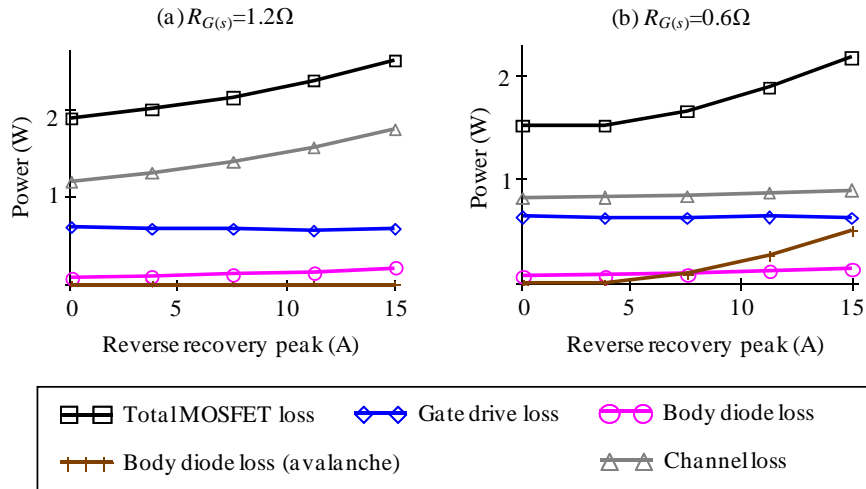 (a) R_G(s)=1.2Ω
(b) R_G(s)=0.6Ω
Power (W)
2
1
0 5 10 15
Reverse recovery peak (A)
Power (W)
2
1
0 5 10 15
Reverse recovery peak (A)
Total MOSFET loss
Gate drive loss
Body diode loss
Body diode loss (avalanche)
Channel loss